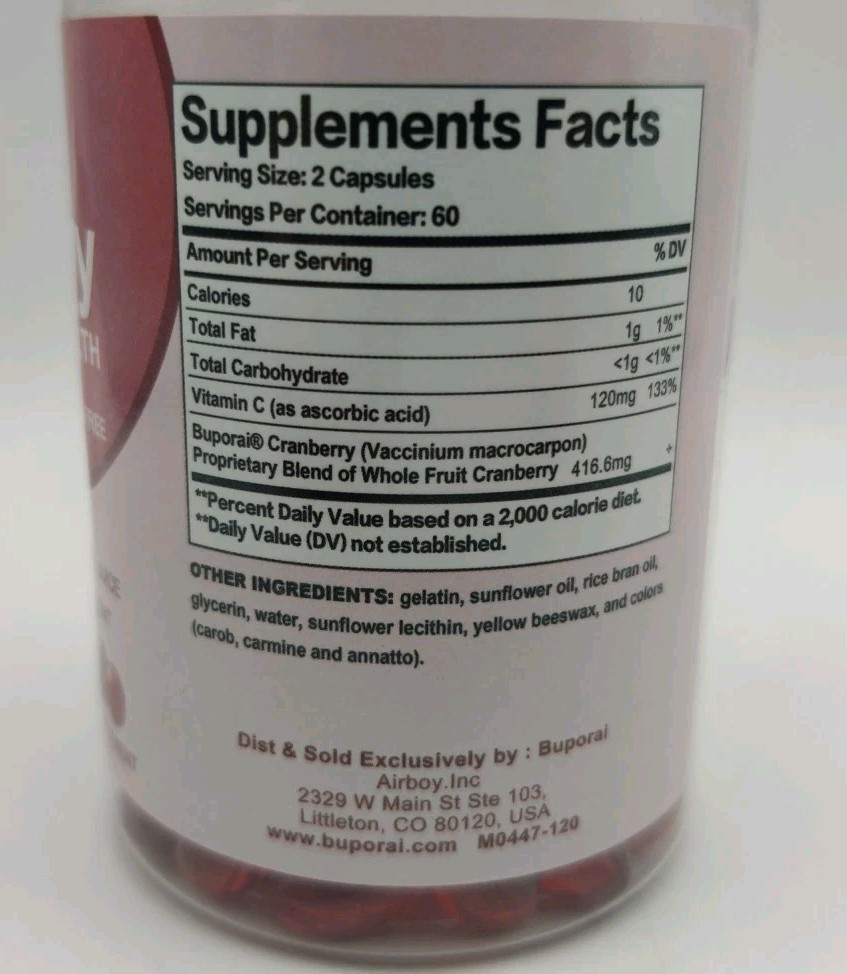 Supplements Facts
Serving Size: 2 Capsules
Servings Per Container: 60
Amount Per Serving % DV
Calories 10
Total Fat 1g 1%**
Total Carbohydrate <1g <1%**
Vitamin C (as ascorbic acid) 120mg 133%
Buporai® Cranberry (Vaccinium macrocarpon)
Proprietary Blend of Whole Fruit Cranberry 416.6mg +
**Percent Daily Value based on a 2,000 calorie diet.
**Daily Value (DV) not established.
OTHER INGREDIENTS: gelatin, sunflower oil, rice bran oil,
glycerin, water, sunflower lecithin, yellow beeswax, and colors
(carob, carmine and annatto).
Dist & Sold Exclusively by : Buporai
Airboy.Inc
2329 W Main St Ste 103,
Littleton, CO 80120, USA
www.buporai.com M0447-120